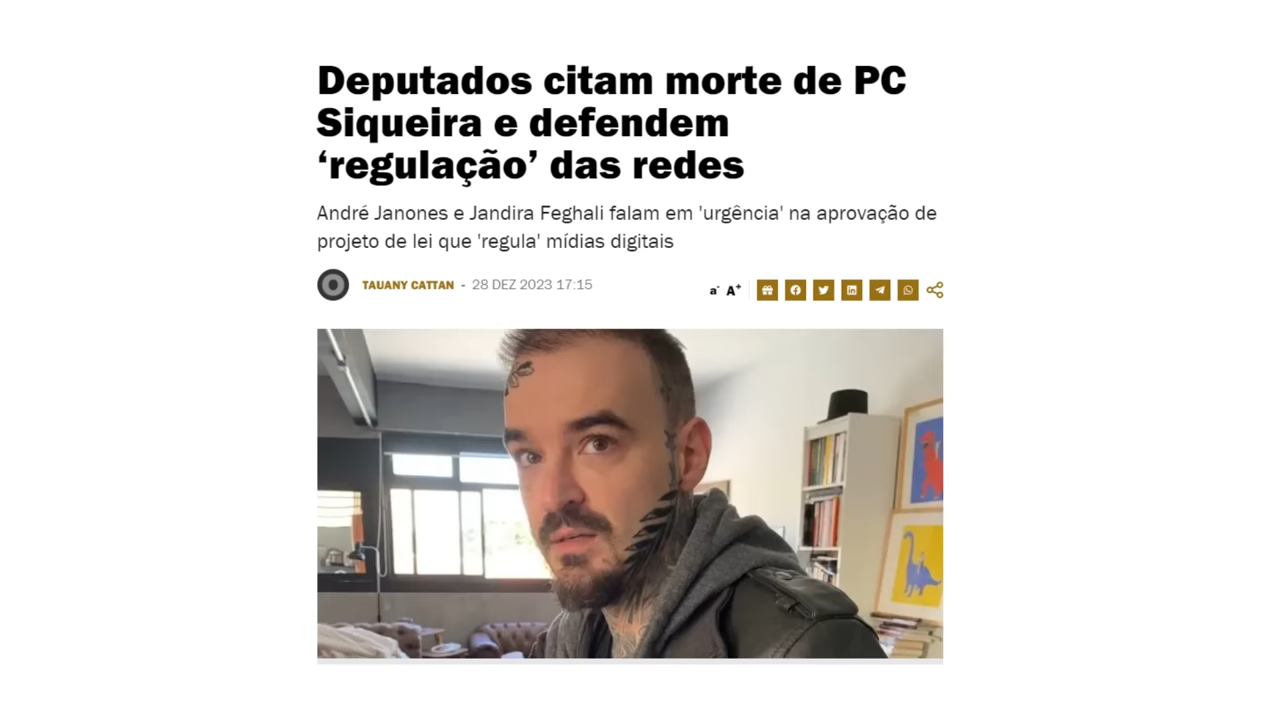 Deputados citam morte de PC
Siqueira e defendem
‘regulação’ das redes
André Janones e Jandira Feghali falam em 'urgência' na aprovação de
projeto de lei que 'regula' mídias digitais
TAUANY CATTAN - 28 DEZ 2023 17:15
a- A+